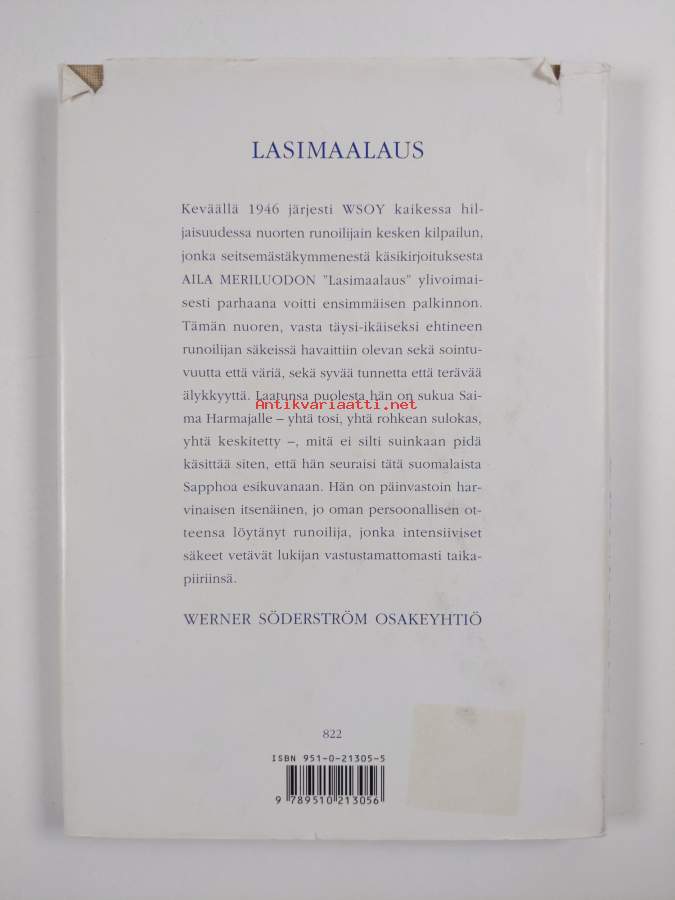 LASIMAALAUS
Keväällä 1946 järjesti WSOY kaikessa hil-
jaisuudessa nuorten runoilijain kesken kilpailun,
jonka seitsemästäkymmenestä käsikirjoituksesta
AILA MERILUODON "Lasimaalaus" ylivoimai-
sesti parhaana voitti ensimmäisen palkinnon.
Tämän nuoren, vasta täysi-ikäiseksi ehtineen
runoilijan säkeissä havaittiin olevan sekä sointu-
vuutta että väriä, sekä syvää tunnetta että terävää
älykkyyttä. Laatunsa puolesta hän on sukua Sai-
Antikvariaatti.net
ma Harmajalle – yhtä tosi, yhtä rohkean sulokas,
yhtä keskitetty –, mitä ei silti suinkaan pidä
käsittää siten, että hän seuraisi tätä suomalaista
Sapphoa esikuvanaan. Hän on päinvastoin har-
vinaisen itsenäinen, jo oman persoonallisen ot-
teensa löytänyt runoilija, jonka intensiiviset
säkeet vetävät lukijan vastustamattomasti taika-
piiriinsä.
WERNER SÖDERSTRÖM OSAKEYHTIÖ
822
ISBN 951-0-21305-5
9 789510 213056